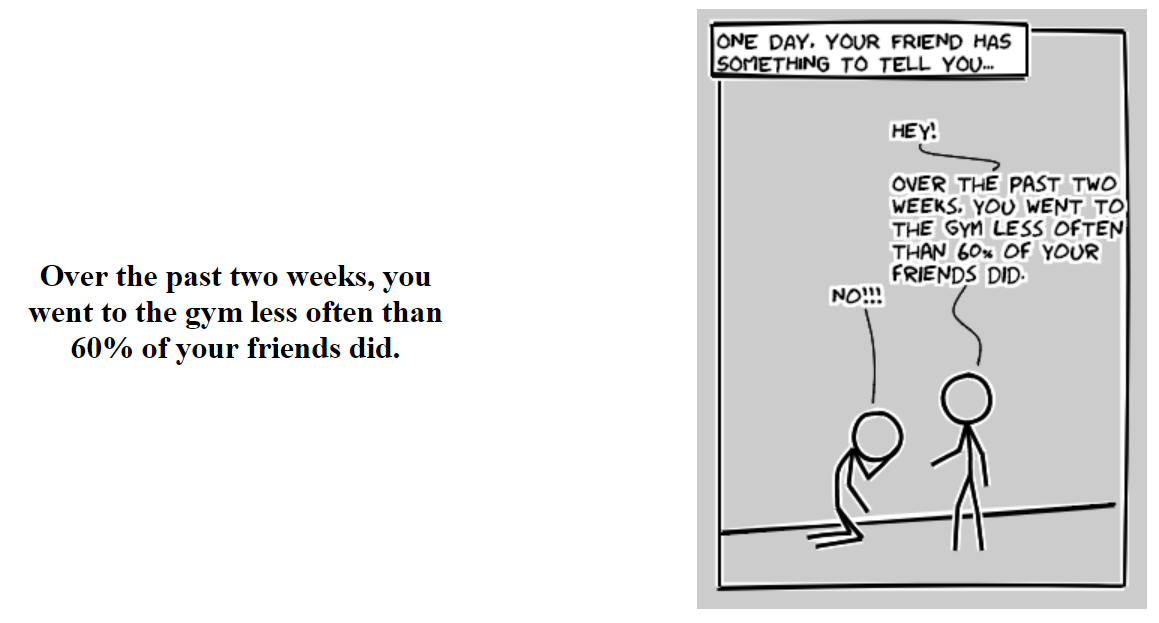 Over the past two weeks, you
went to the gym less often than
60% of your friends did.
ONE DAY, YOUR FRIEND HAS
SOMETHING TO TELL YOU...
HEY!
OVER THE PAST TWO
WEEKS, YOU WENT TO
THE GYM LESS OFTEN
THAN 60% OF YOUR
FRIENDS DID.
NO!!!